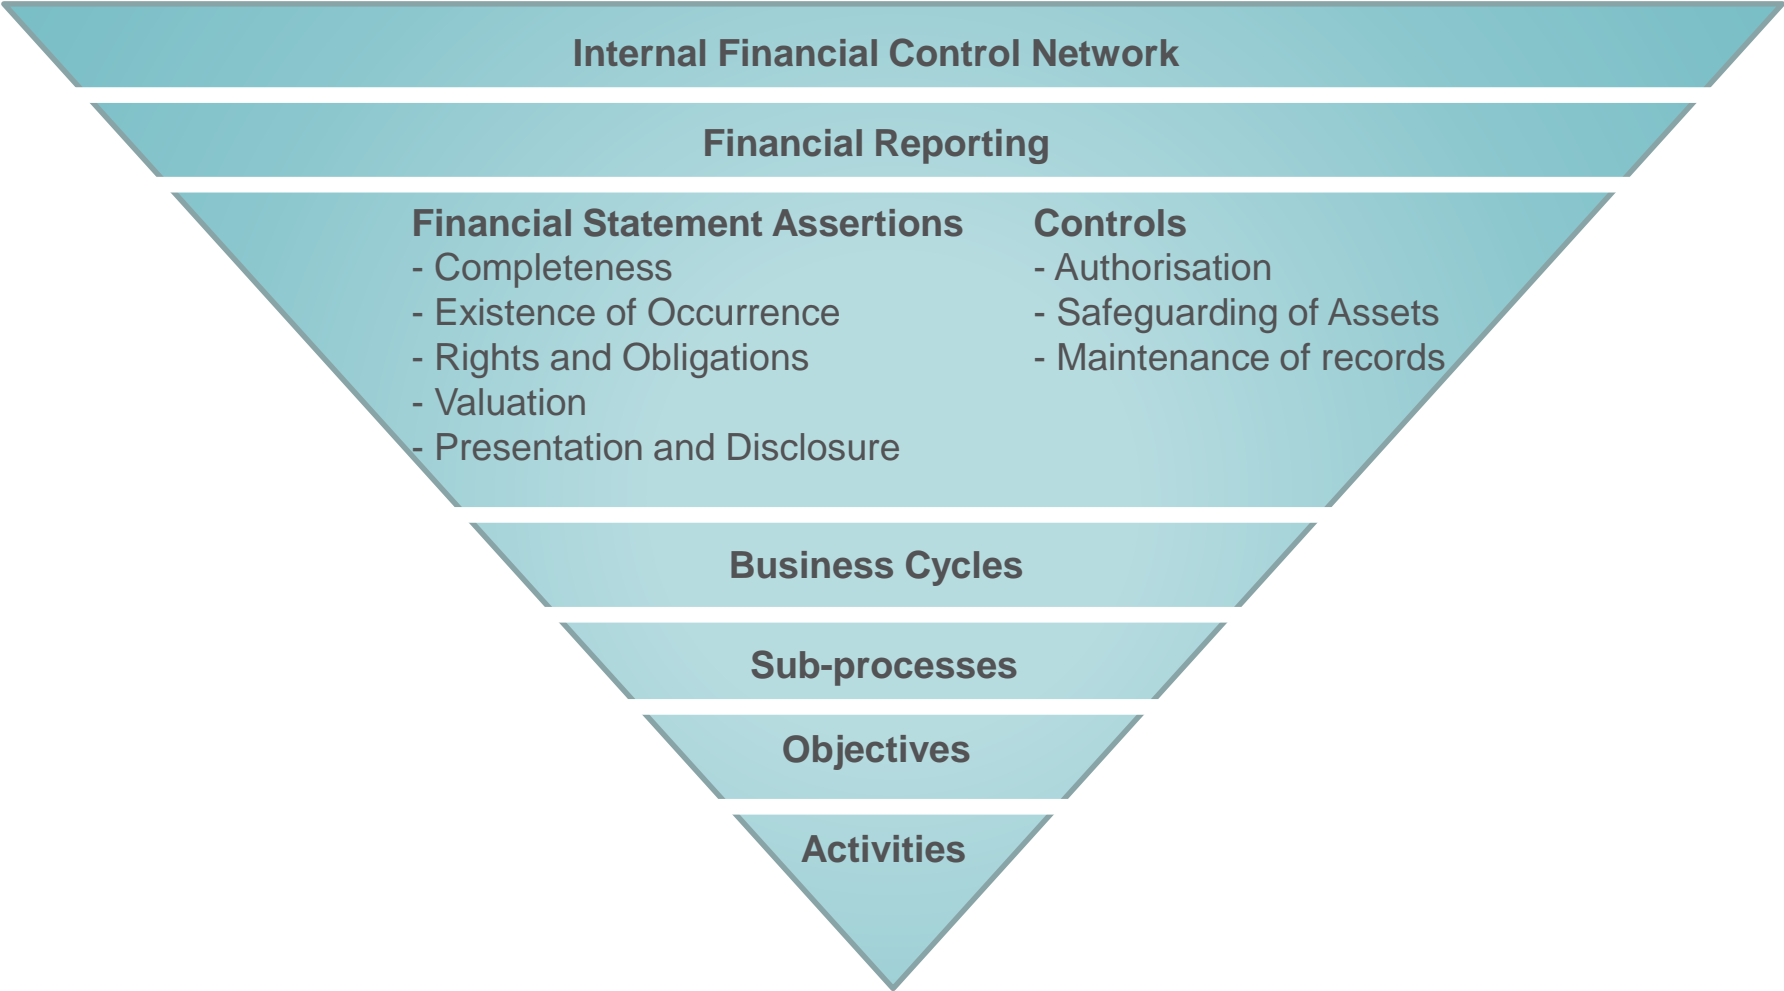 Internal Financial Control Network
Financial Reporting
Financial Statement Assertions
- Completeness
- Existence of Occurrence
- Rights and Obligations
- Valuation
- Presentation and Disclosure
Controls
- Authorisation
- Safeguarding of Assets
- Maintenance of records
Business Cycles
Sub-processes
Objectives
Activities